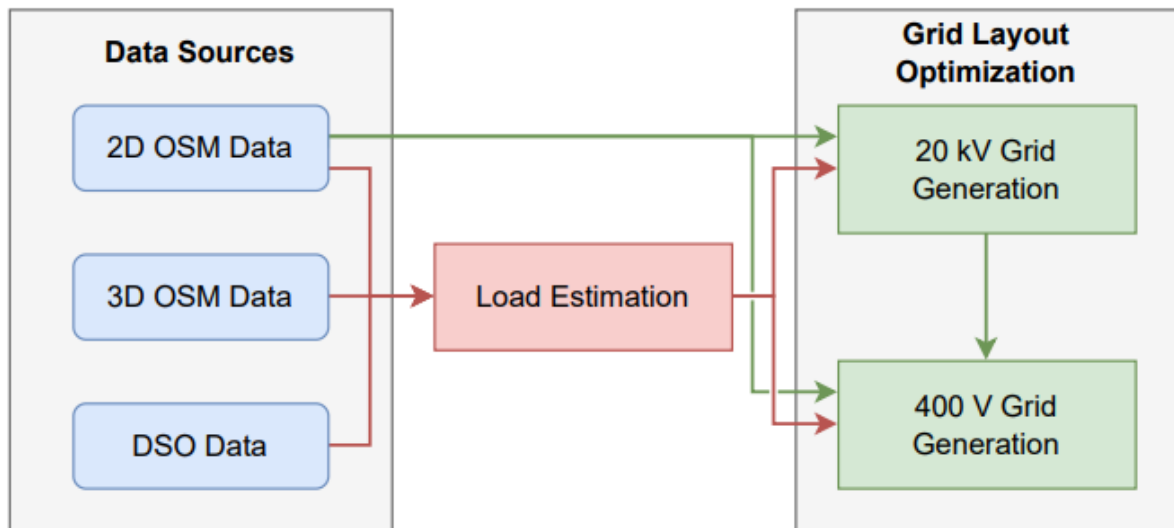 Data Sources
2D OSM Data
3D OSM Data
DSO Data
Load Estimation
Grid Layout
Optimization
20 kV Grid
Generation
400 V Grid
Generation